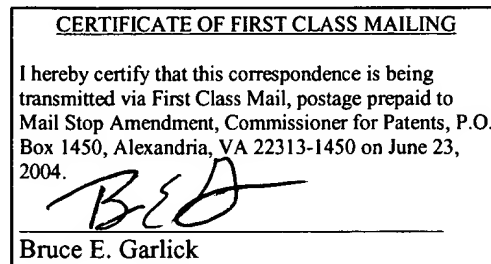 CERTIFICATE OF FIRST CLASS MAILING
I hereby certify that this correspondence is being
transmitted via First Class Mail, postage prepaid to
Mail Stop Amendment, Commissioner for Patents, P.O.
Box 1450, Alexandria, VA 22313-1450 on June 23,
2004.
Bruce E. Garlick